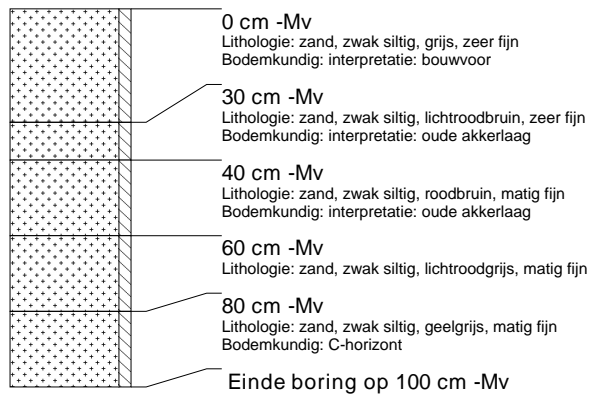 0 cm -Mv
Lithologie: zand, zwak siltig, grijs, zeer fijn
Bodemkundig: interpretatie: bouwvoor
30 cm -Mv
Lithologie: zand, zwak siltig, lichtroodbruin, zeer fijn
Bodemkundig: interpretatie: oude akkerlaag
40 cm -Mv
Lithologie: zand, zwak siltig, roodbruin, matig fijn
Bodemkundig: interpretatie: oude akkerlaag
60 cm -Mv
Lithologie: zand, zwak siltig, lichtroodgrijs, matig fijn
80 cm -Mv
Lithologie: zand, zwak siltig, geelgrijs, matig fijn
Bodemkundig: C-horizont
Einde boring op 100 cm -Mv